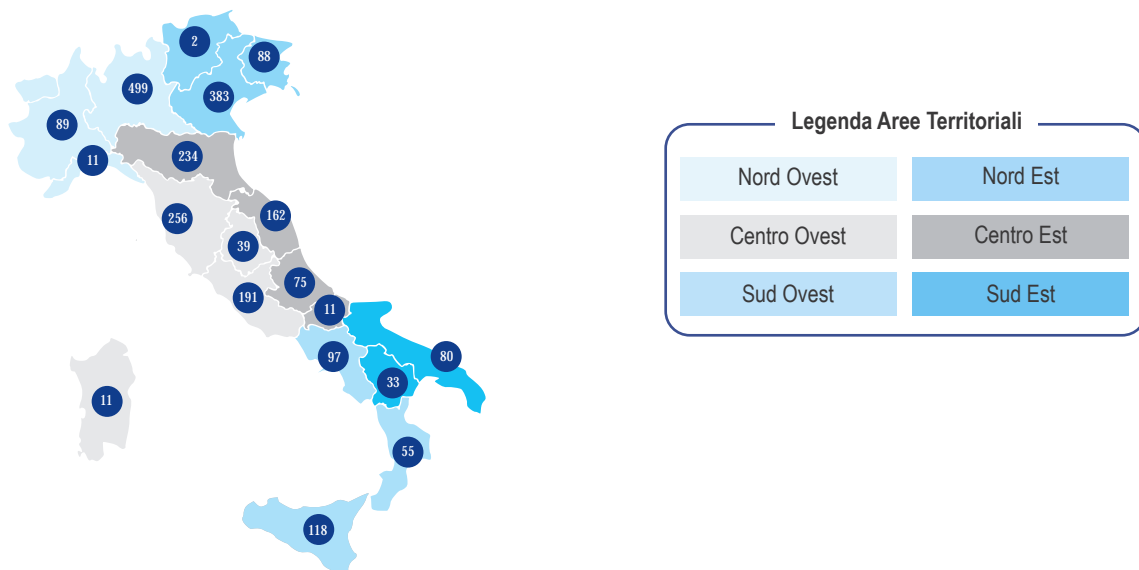 2
88
499
383
89
11
234
256
162
39
75
191
11
97
80
33
11
55
118
Legenda Aree Territoriali
Nord Ovest
Nord Est
Centro Ovest
Centro Est
Sud Ovest
Sud Est